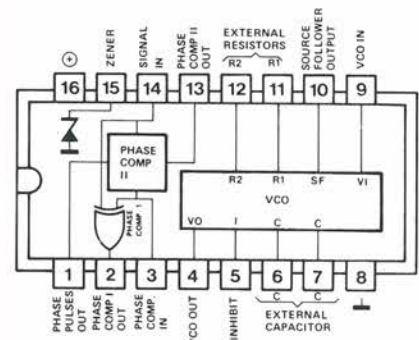 EXTERNAL
RESISTORS
R2 R1
⊕
ZENER
SIGNAL
IN
PHASE
COMP II
OUT
SOURCE
FOLLOWER
OUTPUT
VCO IN
16 15 14 13 12 11 10 9
PHASE
COMP
II
R2 R1 SF VI
VCO
VO I C C
PHASE
COMP. 1
1 2 3 4 5 6 7 8
PHASE
PULSES
OUT
PHASE
COMP I
OUT
PHASE
COMP.
IN
VCO OUT
INHIBIT
C C
EXTERNAL
CAPACITOR